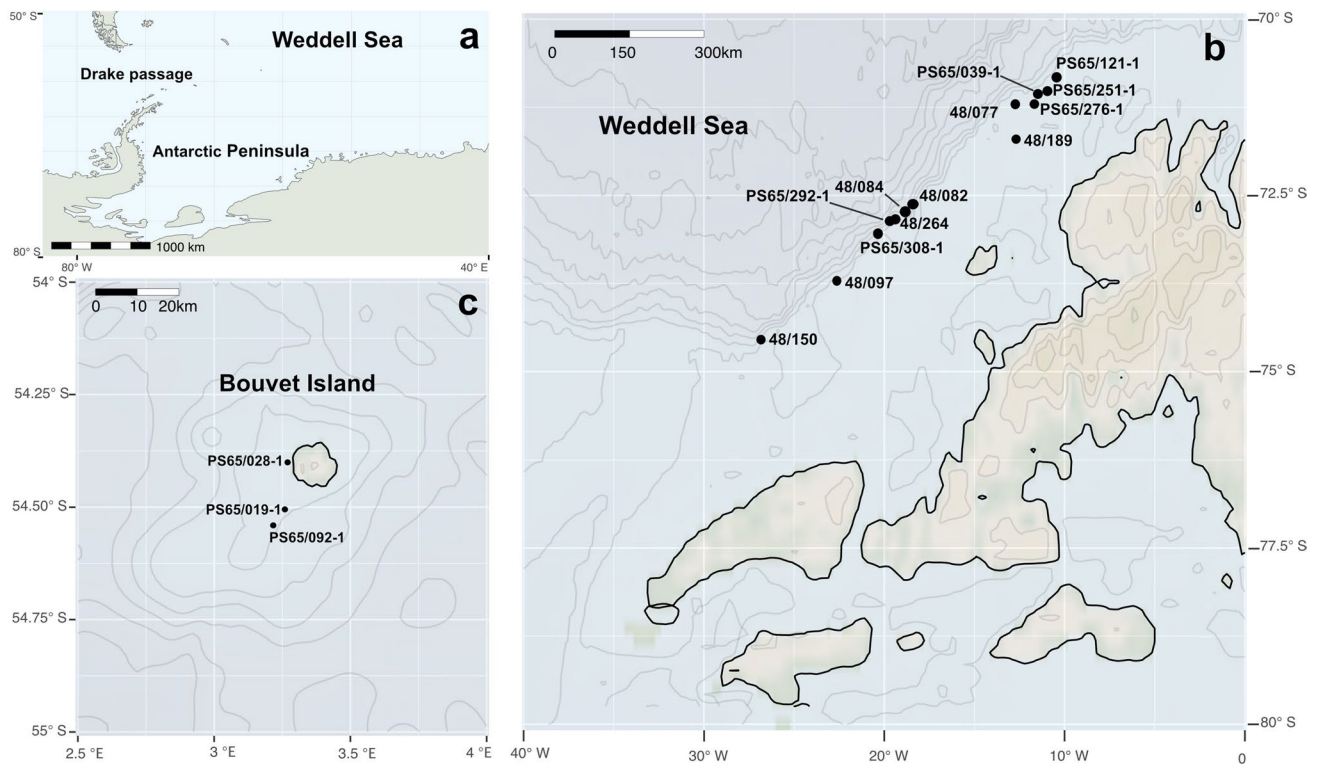 50° S
Weddell Sea
a
Drake passage
Antarctic Peninsula
1000 km
80° S
80° W
40° E
b
0 150 300km
70° S
PS65/121-1
PS65/039-1
PS65/251-1
PS65/276-1
48/077
Weddell Sea
48/189
48/084
PS65/292-1
48/082
72.5° S
48/264
PS65/308-1
48/097
48/150
75° S
77.5° S
80° S
40° W
30° W
20° W
10° W
0
54° S
c
0 10 20km
Bouvet Island
54.25° S
PS65/028-1
54.50° S
PS65/019-1
PS65/092-1
54.75° S
55° S
2.5 °E
3 °E
3.5 °E
4 °E